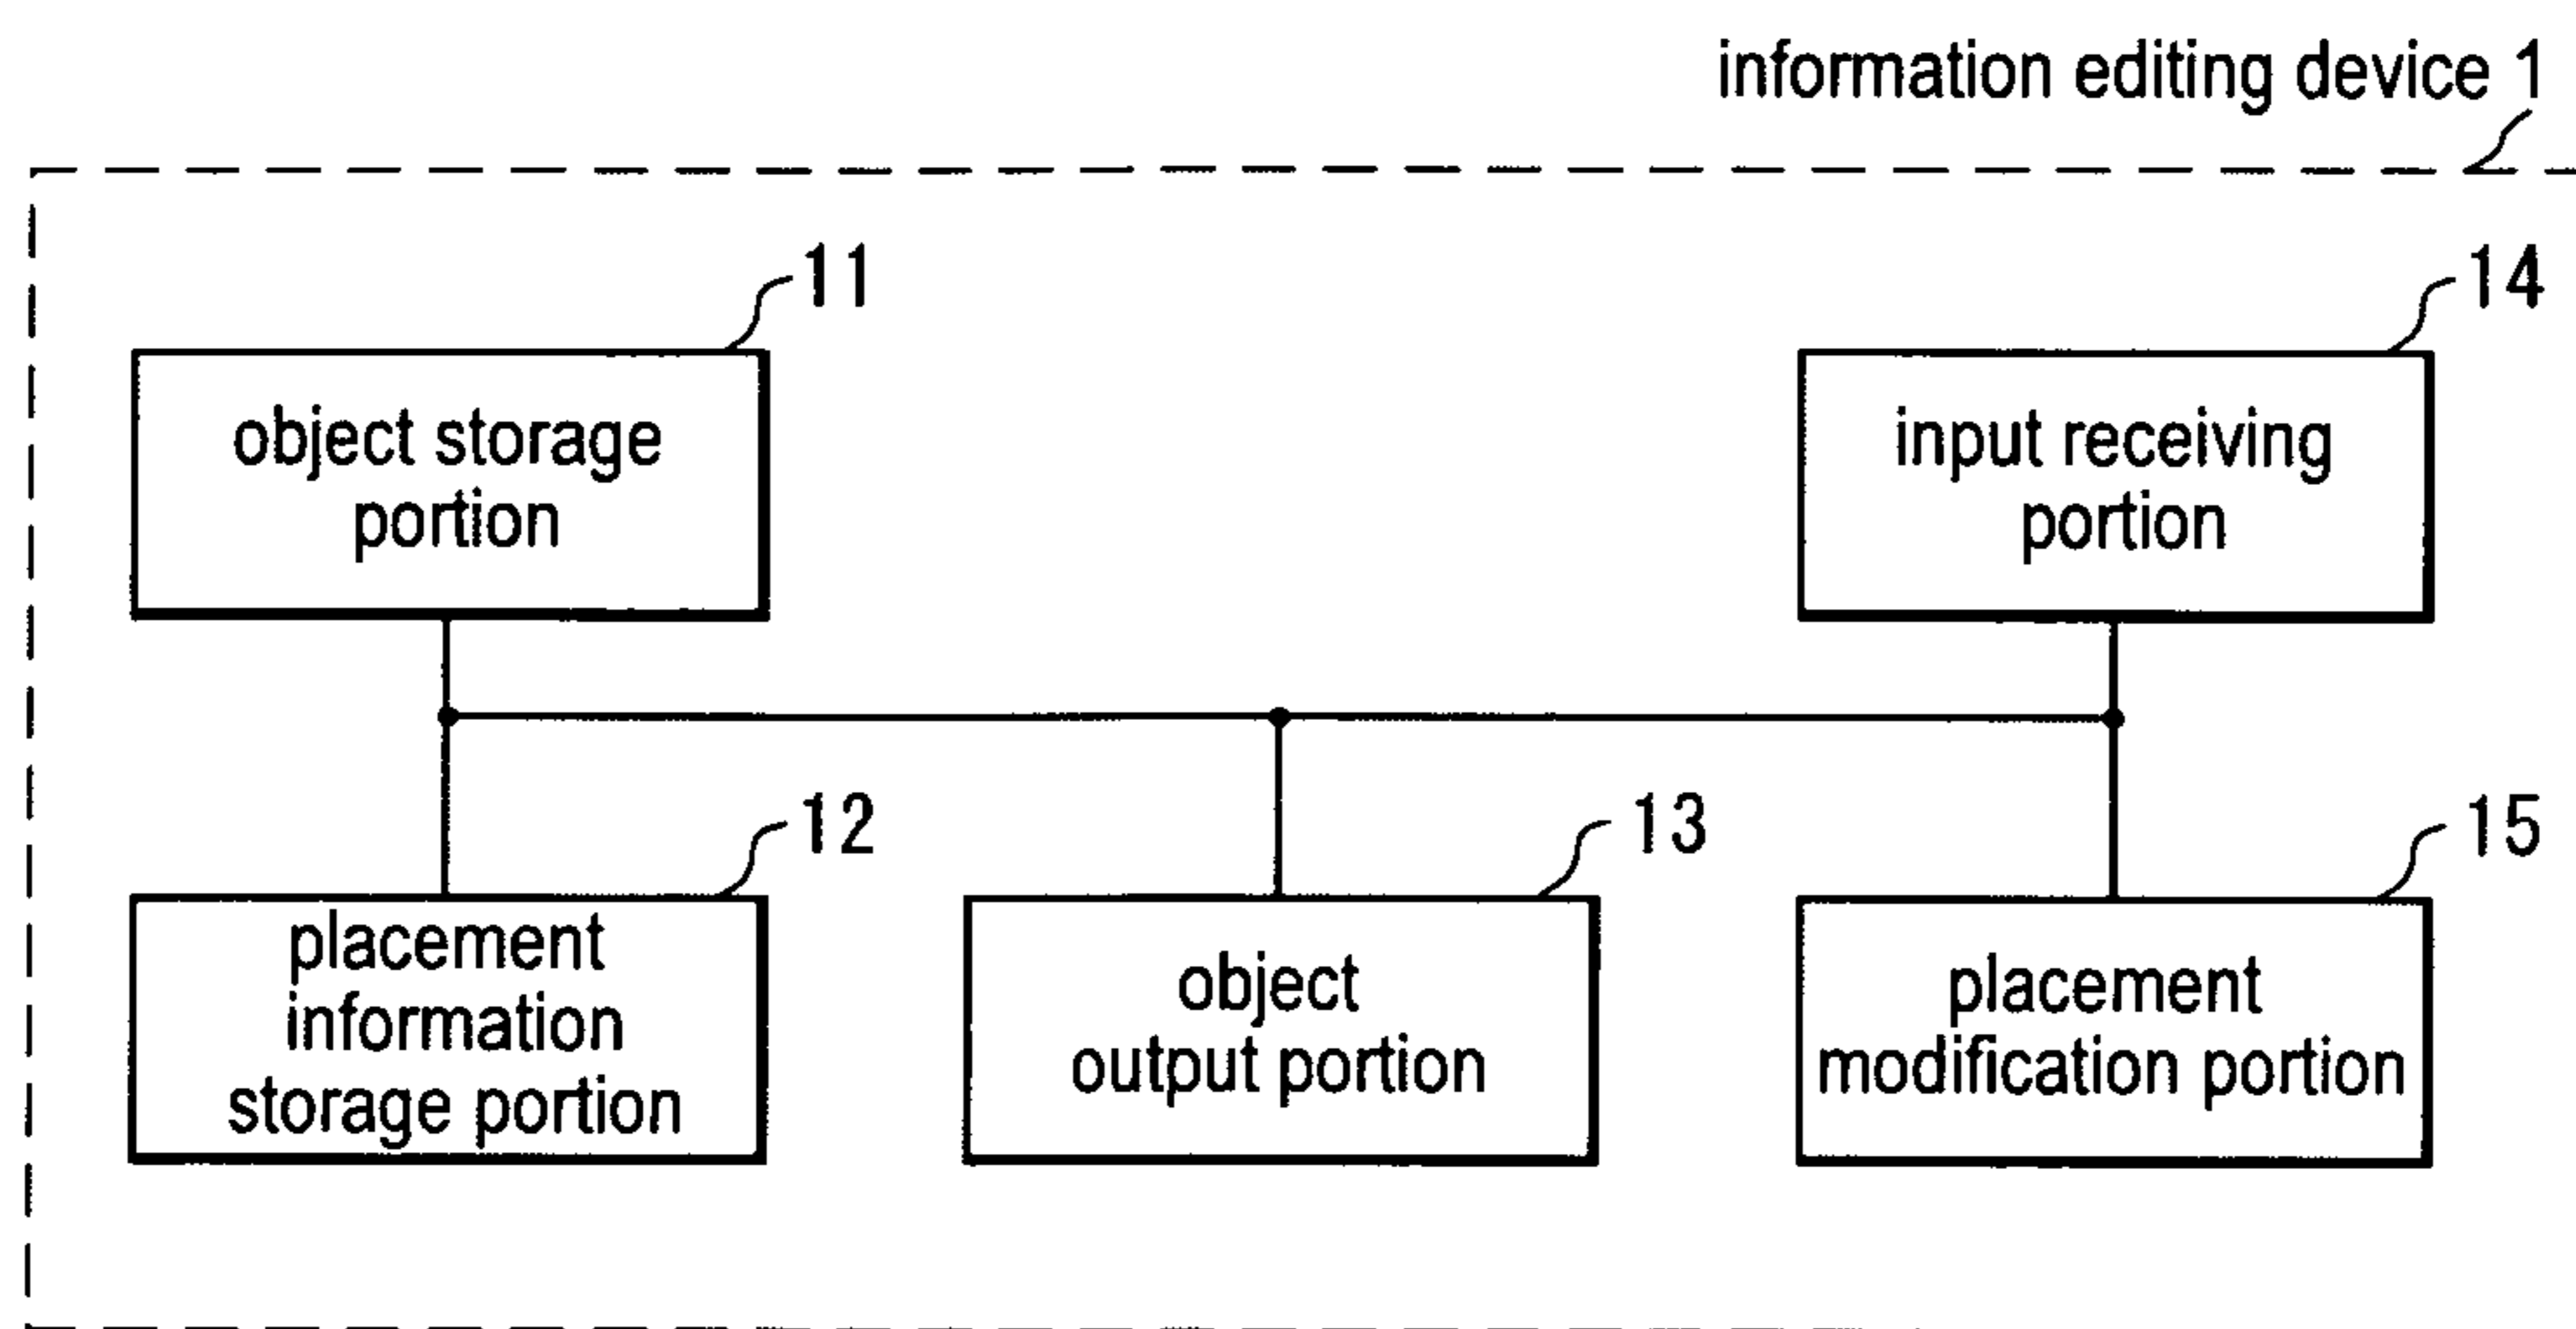 information editing device 1
11
object storage
portion
14
input receiving
portion
12
placement
information
storage portion
13
object
output portion
15
placement
modification portion